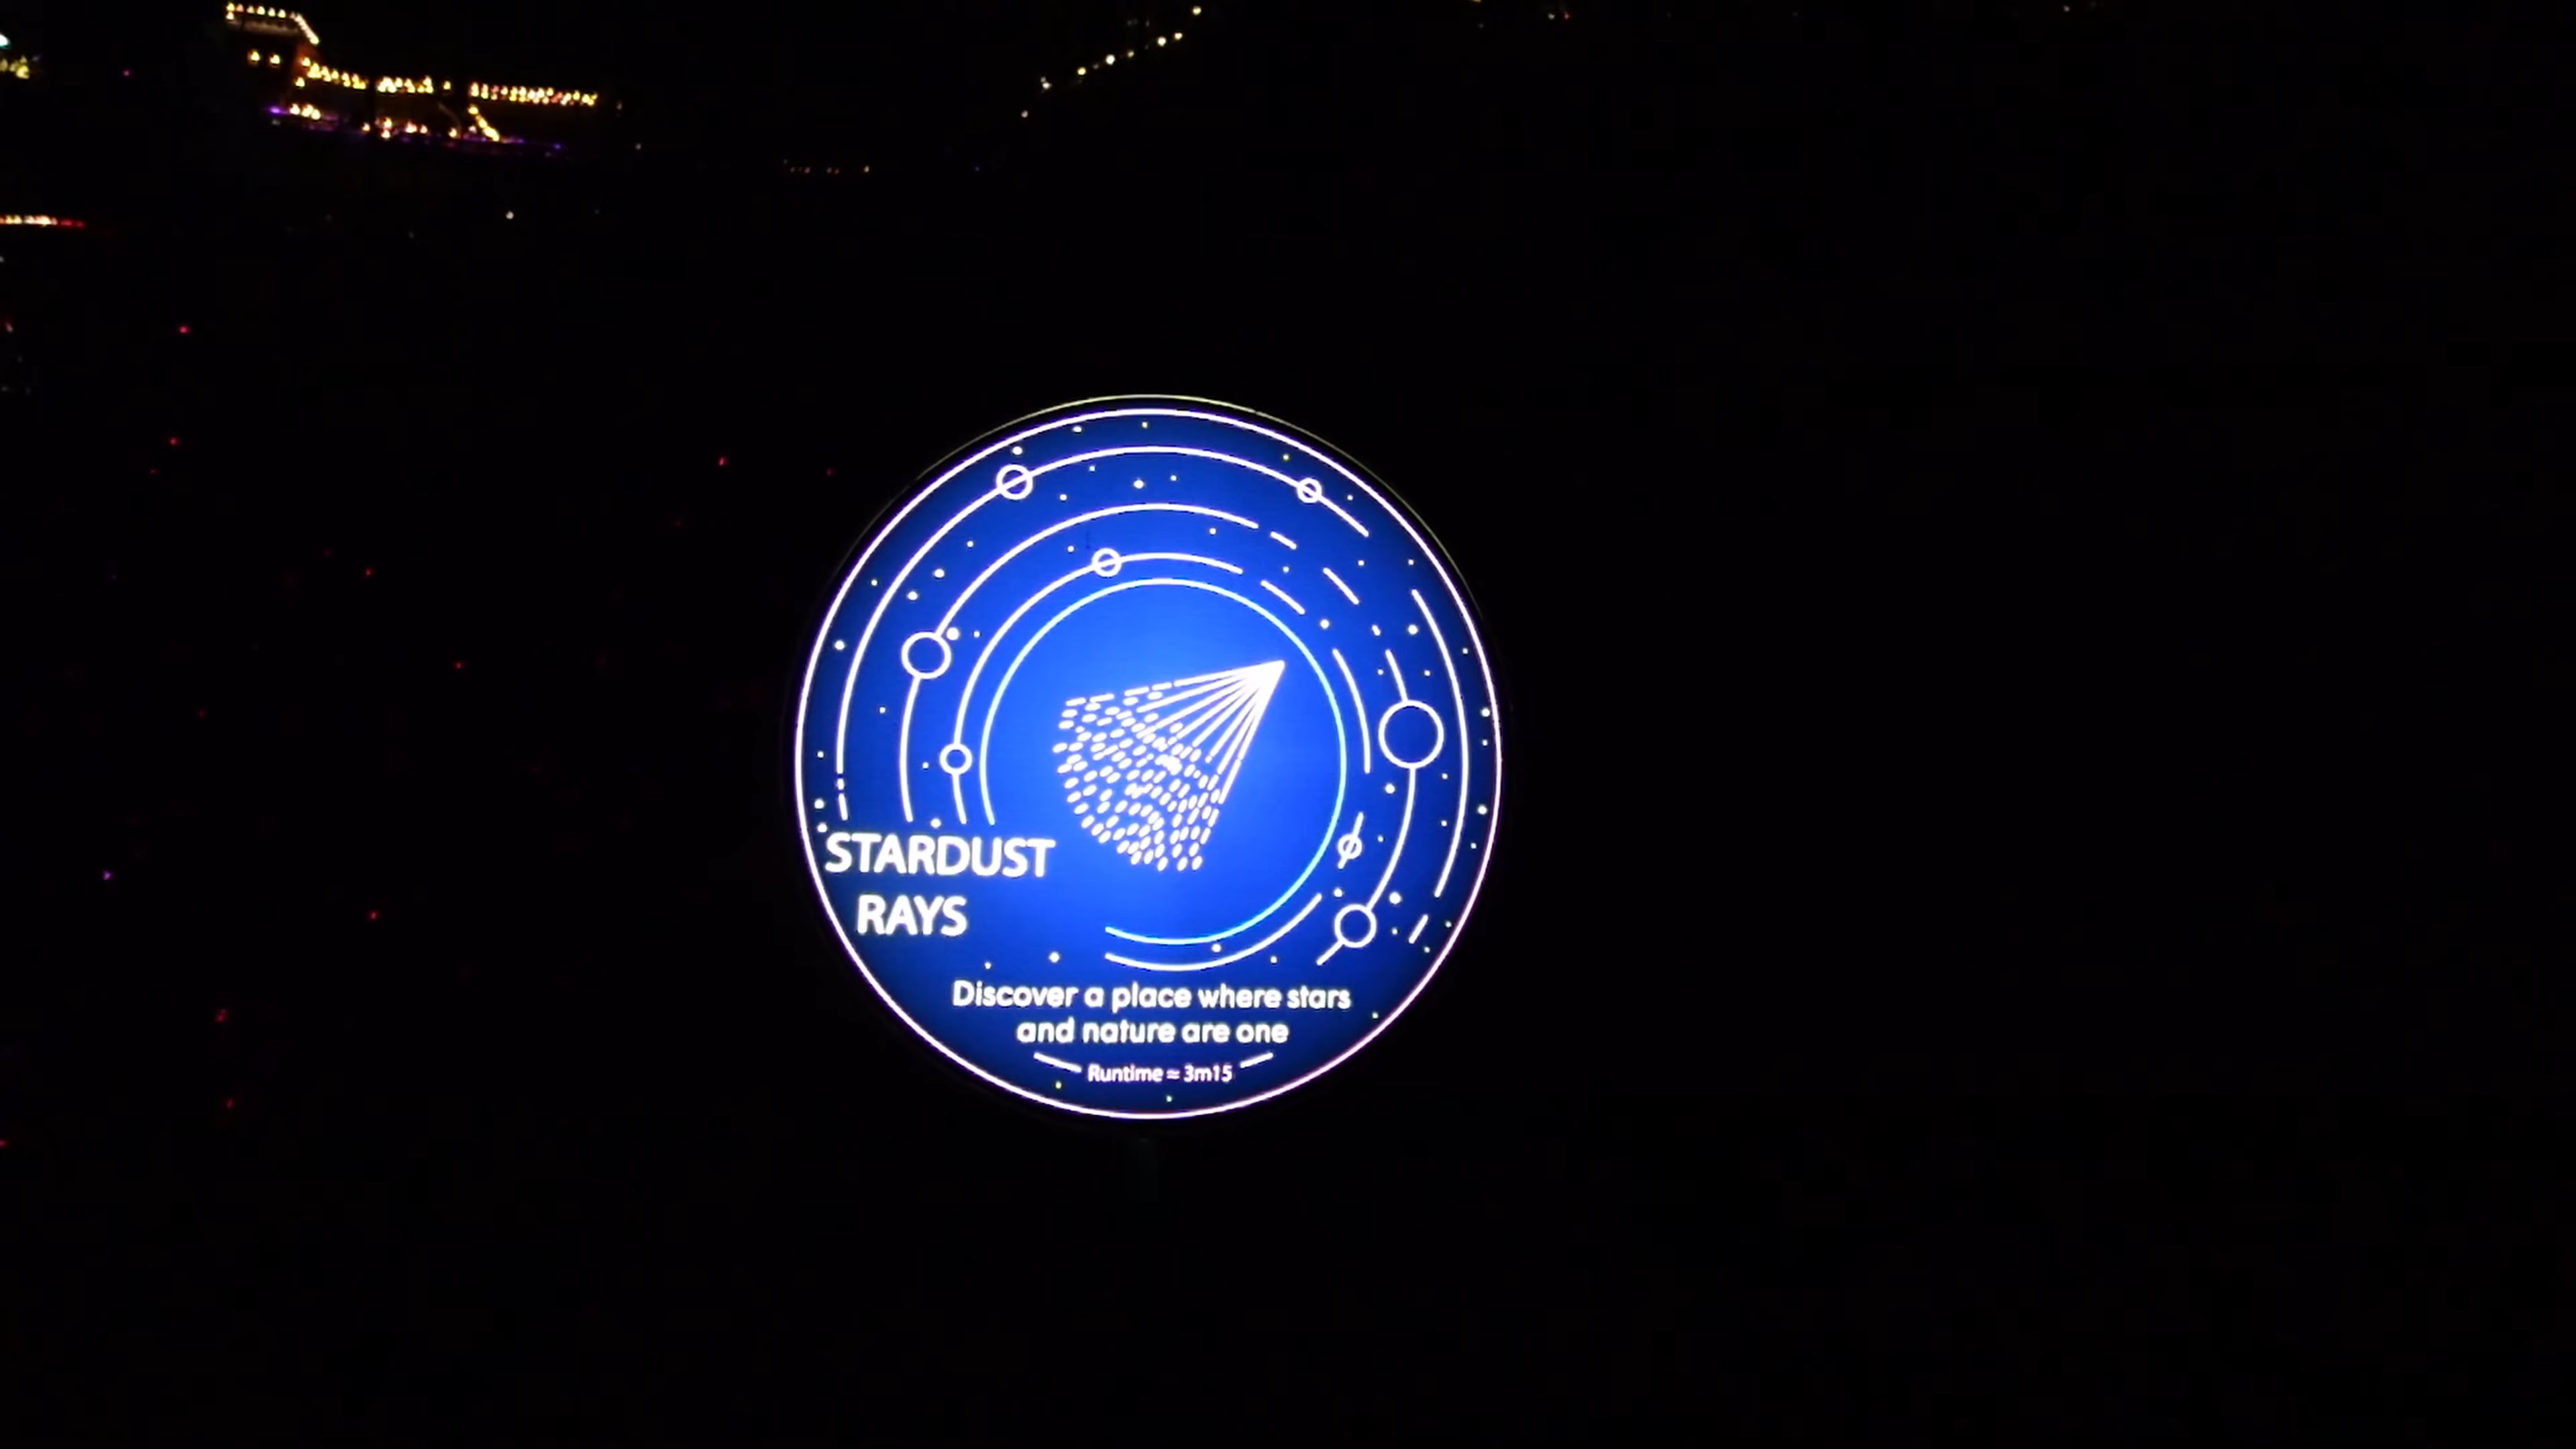 STARDUST
RAYS
Discover a place where stars
and nature are one
Runtime ≈ 3m15